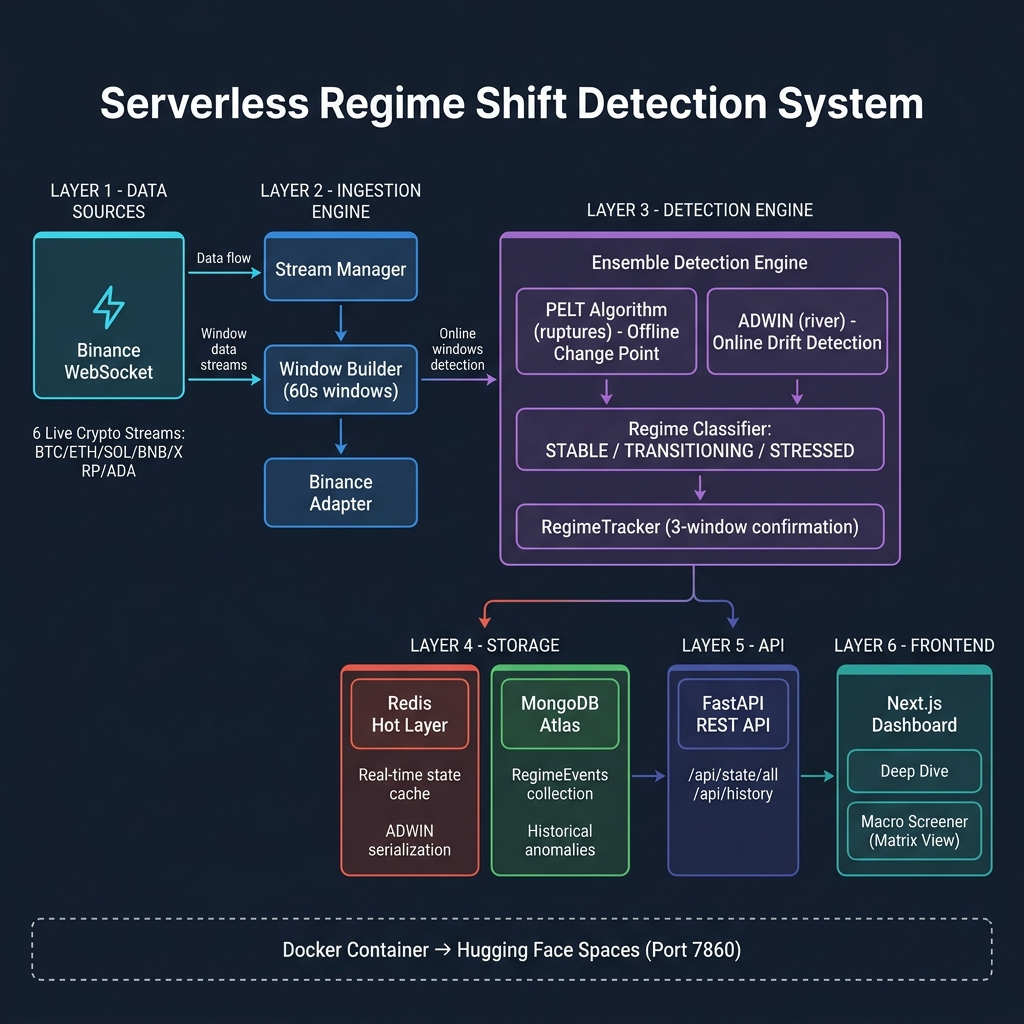 Serverless Regime Shift Detection System
LAYER 1 - DATA
SOURCES
Binance
WebSocket
6 Live Crypto Streams:
BTC/ETH/SOL/BNB/X
RP/ADA
Data flow
Window
data
streams
LAYER 2 - INGESTION
ENGINE
Stream Manager
Window Builder
(60s windows)
Binance
Adapter
Online
windows
detection
LAYER 3 - DETECTION ENGINE
Ensemble Detection Engine
PELT Algorithm
(ruptures) - Offline
Change Point
ADWIN (river) -
Online Drift Detection
Regime Classifier:
STABLE / TRANSITIONING / STRESSED
RegimeTracker (3-window confirmation)
LAYER 4 - STORAGE
Redis
Hot Layer
Real-time state
cache
ADWIN
serialization
MongoDB
Atlas
RegimeEvents
collection
Historical
anomalies
LAYER 5 - API
FastAPI
REST API
/api/state/all
/api/history
LAYER 6 - FRONTEND
Next.js
Dashboard
Deep Dive
Macro Screener
(Matrix View)
Docker Container → Hugging Face Spaces (Port 7860)